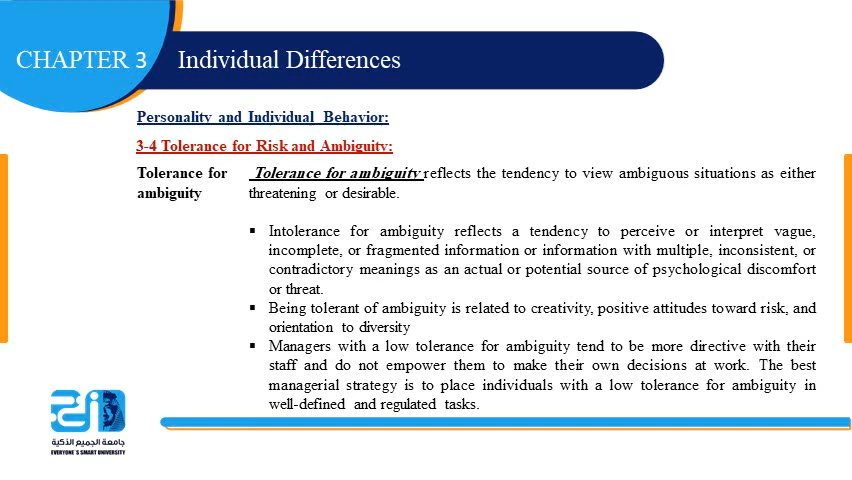 CHAPTER 3
Individual Differences
Personality and Individual Behavior:
3-4 Tolerance for Risk and Ambiguity:
Tolerance for
ambiguity
Tolerance for ambiguity reflects the tendency to view ambiguous situations as either
threatening or desirable.
▪ Intolerance for ambiguity reflects a tendency to perceive or interpret vague,
incomplete, or fragmented information or information with multiple, inconsistent, or
contradictory meanings as an actual or potential source of psychological discomfort
or threat.
▪ Being tolerant of ambiguity is related to creativity, positive attitudes toward risk, and
orientation to diversity
▪ Managers with a low tolerance for ambiguity tend to be more directive with their
staff and do not empower them to make their own decisions at work. The best
managerial strategy is to place individuals with a low tolerance for ambiguity in
well-defined and regulated tasks.
جامعة الجميع الذكية
EVERYONE`S SMART UNIVERSITY